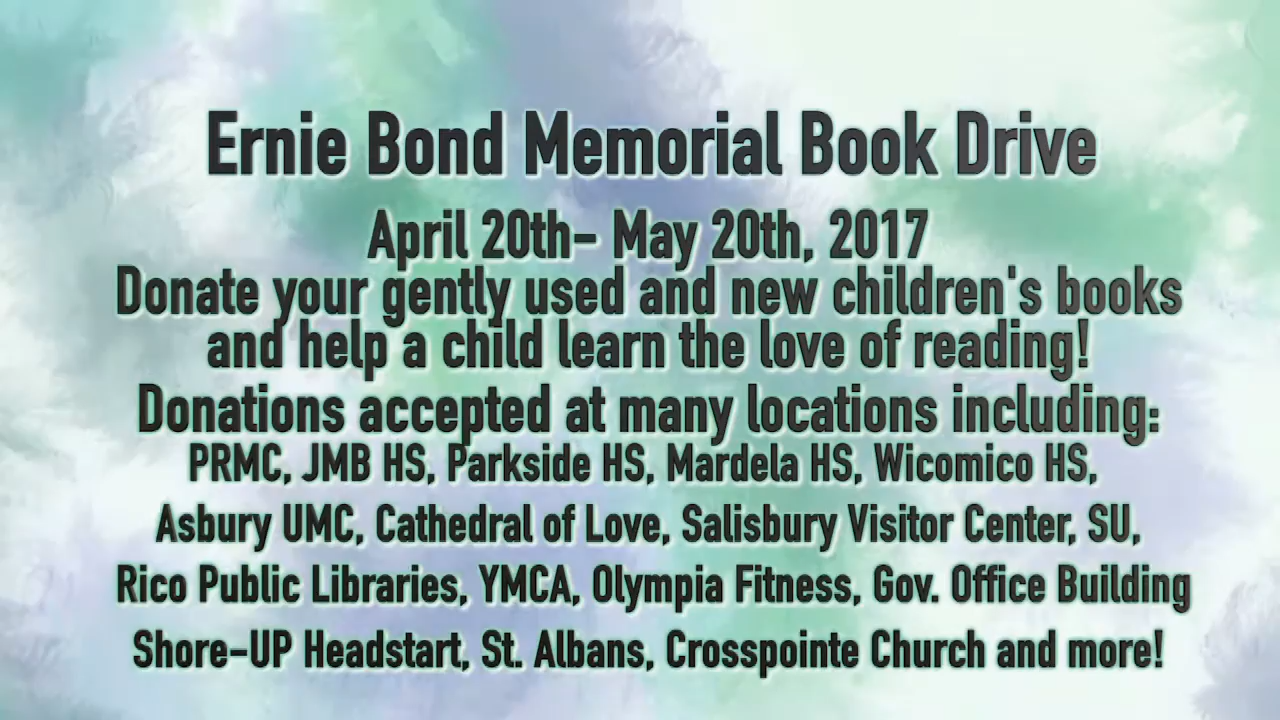 Ernie Bond Memorial Book Drive
April 20th- May 20th, 2017
Donate your gently used and new children's books
and help a child learn the love of reading!
Donations accepted at many locations including:
PRMC, JMB HS, Parkside HS, Mardela HS, Wicomico HS,
Asbury UMC, Cathedral of Love, Salisbury Visitor Center, SU,
Rico Public Libraries, YMCA, Olympia Fitness, Gov. Office Building
Shore-UP Headstart, St. Albans, Crosspointe Church and more!